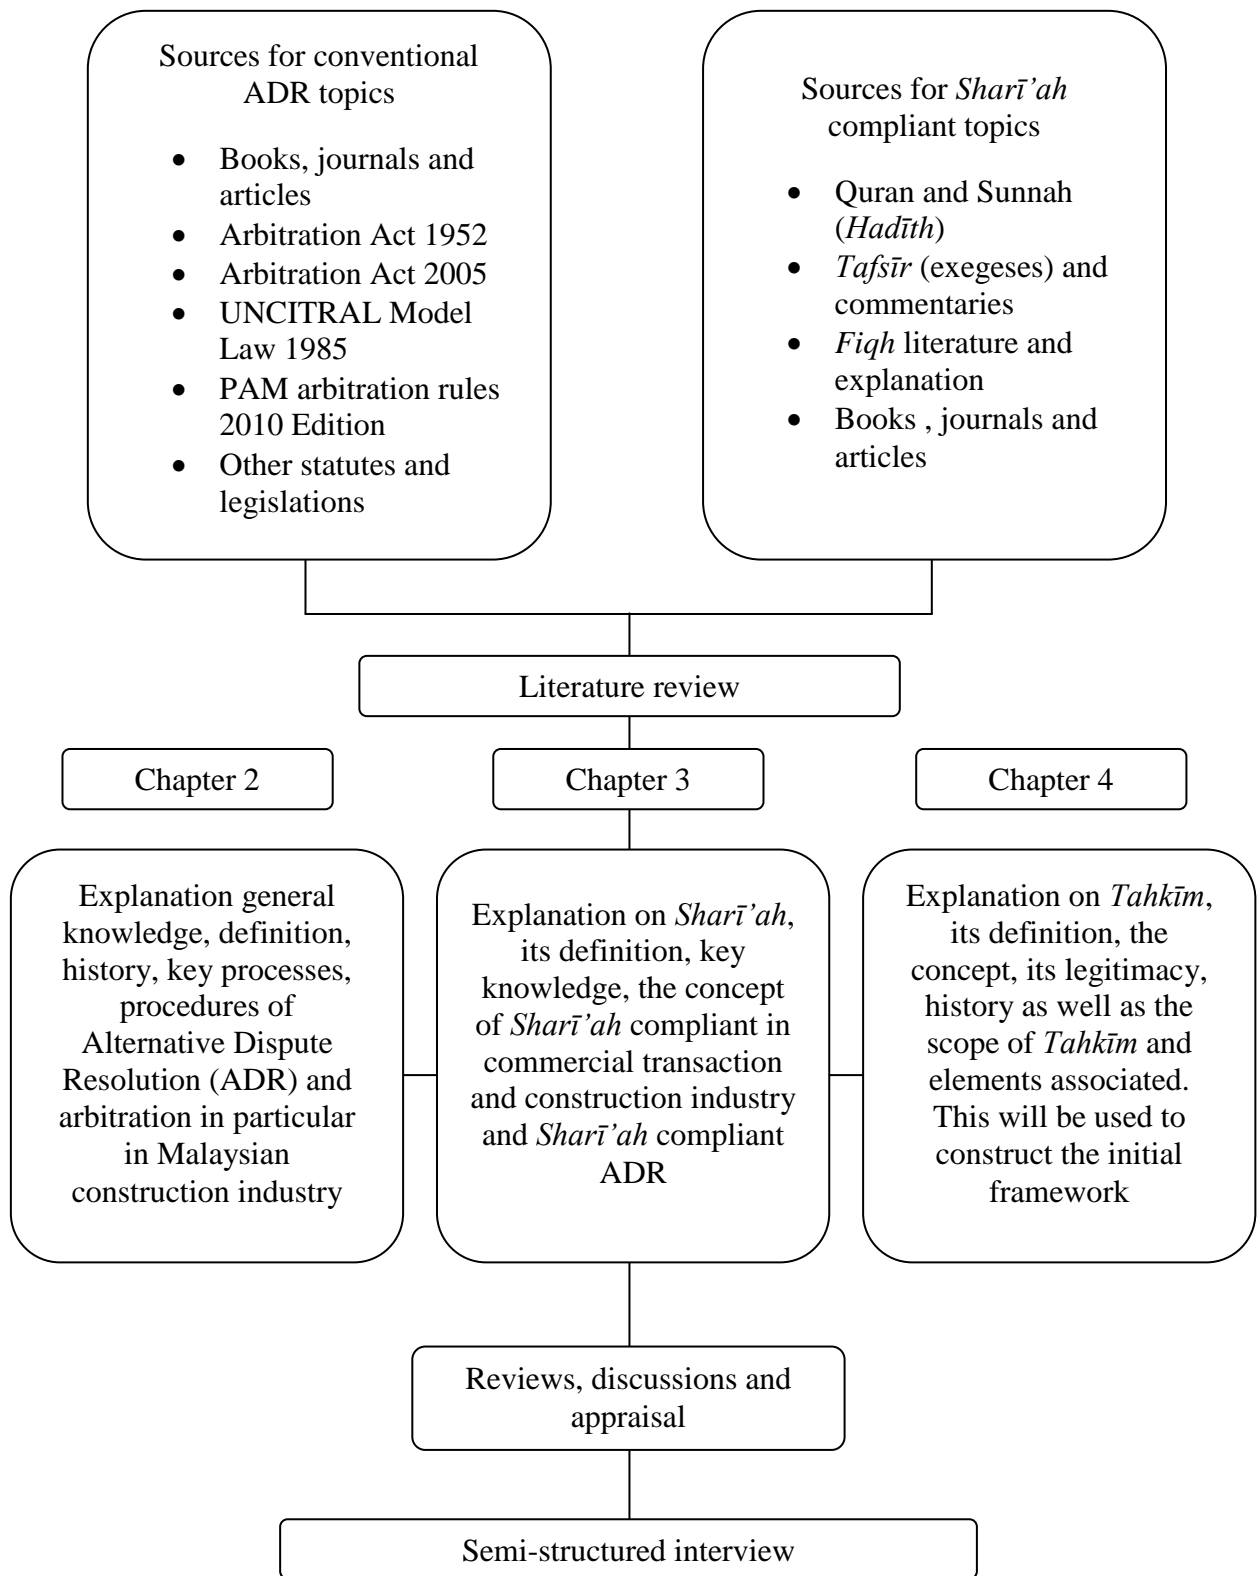 Sources for conventional
ADR topics
• Books, journals and
articles
• Arbitration Act 1952
• Arbitration Act 2005
• UNCITRAL Model
Law 1985
• PAM arbitration rules
2010 Edition
• Other statutes and
legislations
Sources for Sharī’ah
compliant topics
• Quran and Sunnah
(Hadīth)
• Tafsīr (exegeses) and
commentaries
• Fiqh literature and
explanation
• Books , journals and
articles
Literature review
Chapter 2
Chapter 3
Chapter 4
Explanation general
knowledge, definition,
history, key processes,
procedures of
Alternative Dispute
Resolution (ADR) and
arbitration in particular
in Malaysian
construction industry
Explanation on Sharī’ah,
its definition, key
knowledge, the concept
of Sharī’ah compliant in
commercial transaction
and construction industry
and Sharī’ah compliant
ADR
Explanation on Tahkīm,
its definition, the
concept, its legitimacy,
history as well as the
scope of Tahkīm and
elements associated.
This will be used to
construct the initial
framework
Reviews, discussions and
appraisal
Semi-structured interview